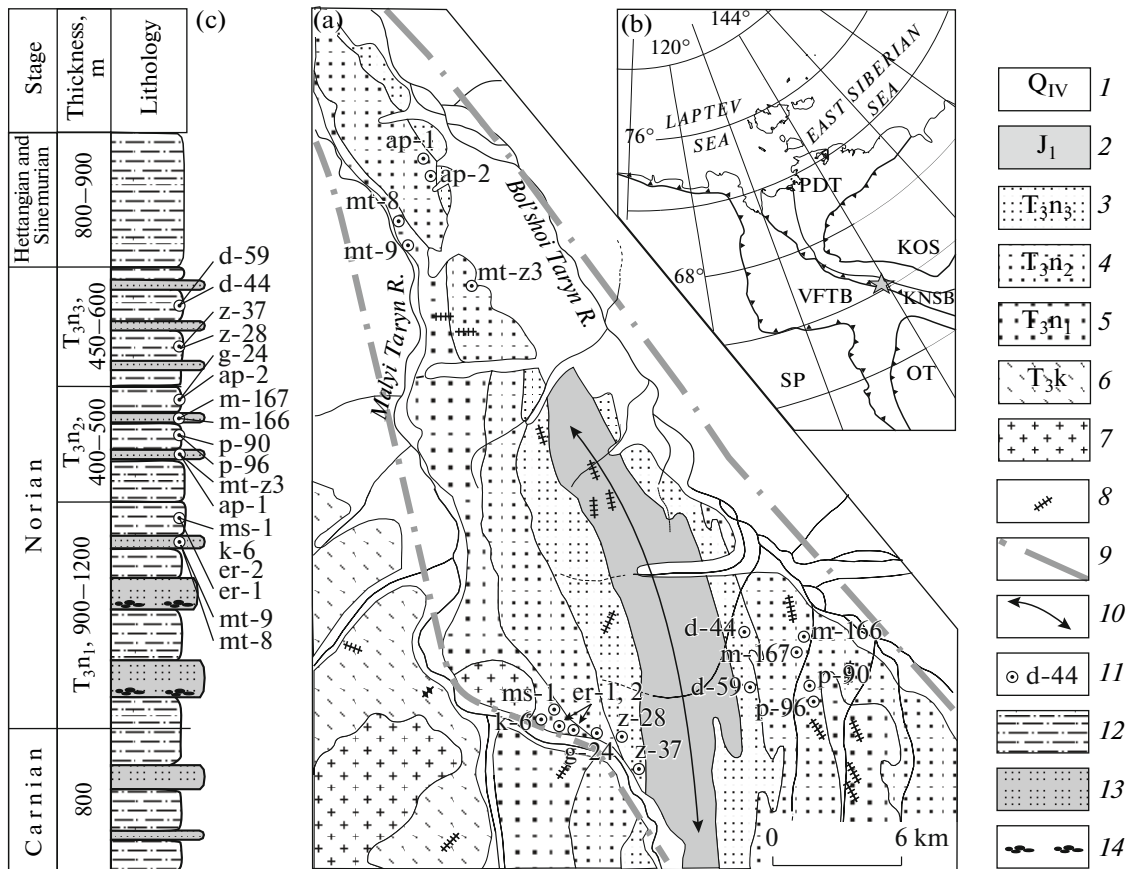 (c)
Stage
Thickness, m
Lithology
Hettangian and Sinemurian
800–900
Norian
T₃n₃, 450–600
T₃n₂, 400–500
T₃n₁, 900–1200
Carnian
800
d-59
d-44
z-37
z-28
g-24
ap-2
m-167
m-166
p-90
p-96
mt-z3
ap-1
ms-1
k-6
er-2
er-1
mt-9
mt-8
(a)
ap-1
ap-2
mt-8
mt-9
mt-z3
Malyi Taryn R.
Bol'shoi Taryn R.
d-44
m-166
m-167
d-59
p-90
p-96
ms-1
er-1, 2
k-6
z-28
g-24
z-37
0 6 km
(b)
144°
120°
76°
68°
LAPTEV SEA
EAST SIBERIAN SEA
PDT
KOS
VFTB
KNSB
SP
OT
Q_IV 1
J₁ 2
T₃n₃ 3
T₃n₂ 4
T₃n₁ 5
T₃k 6
7
8
9
10
d-44 11
12
13
14